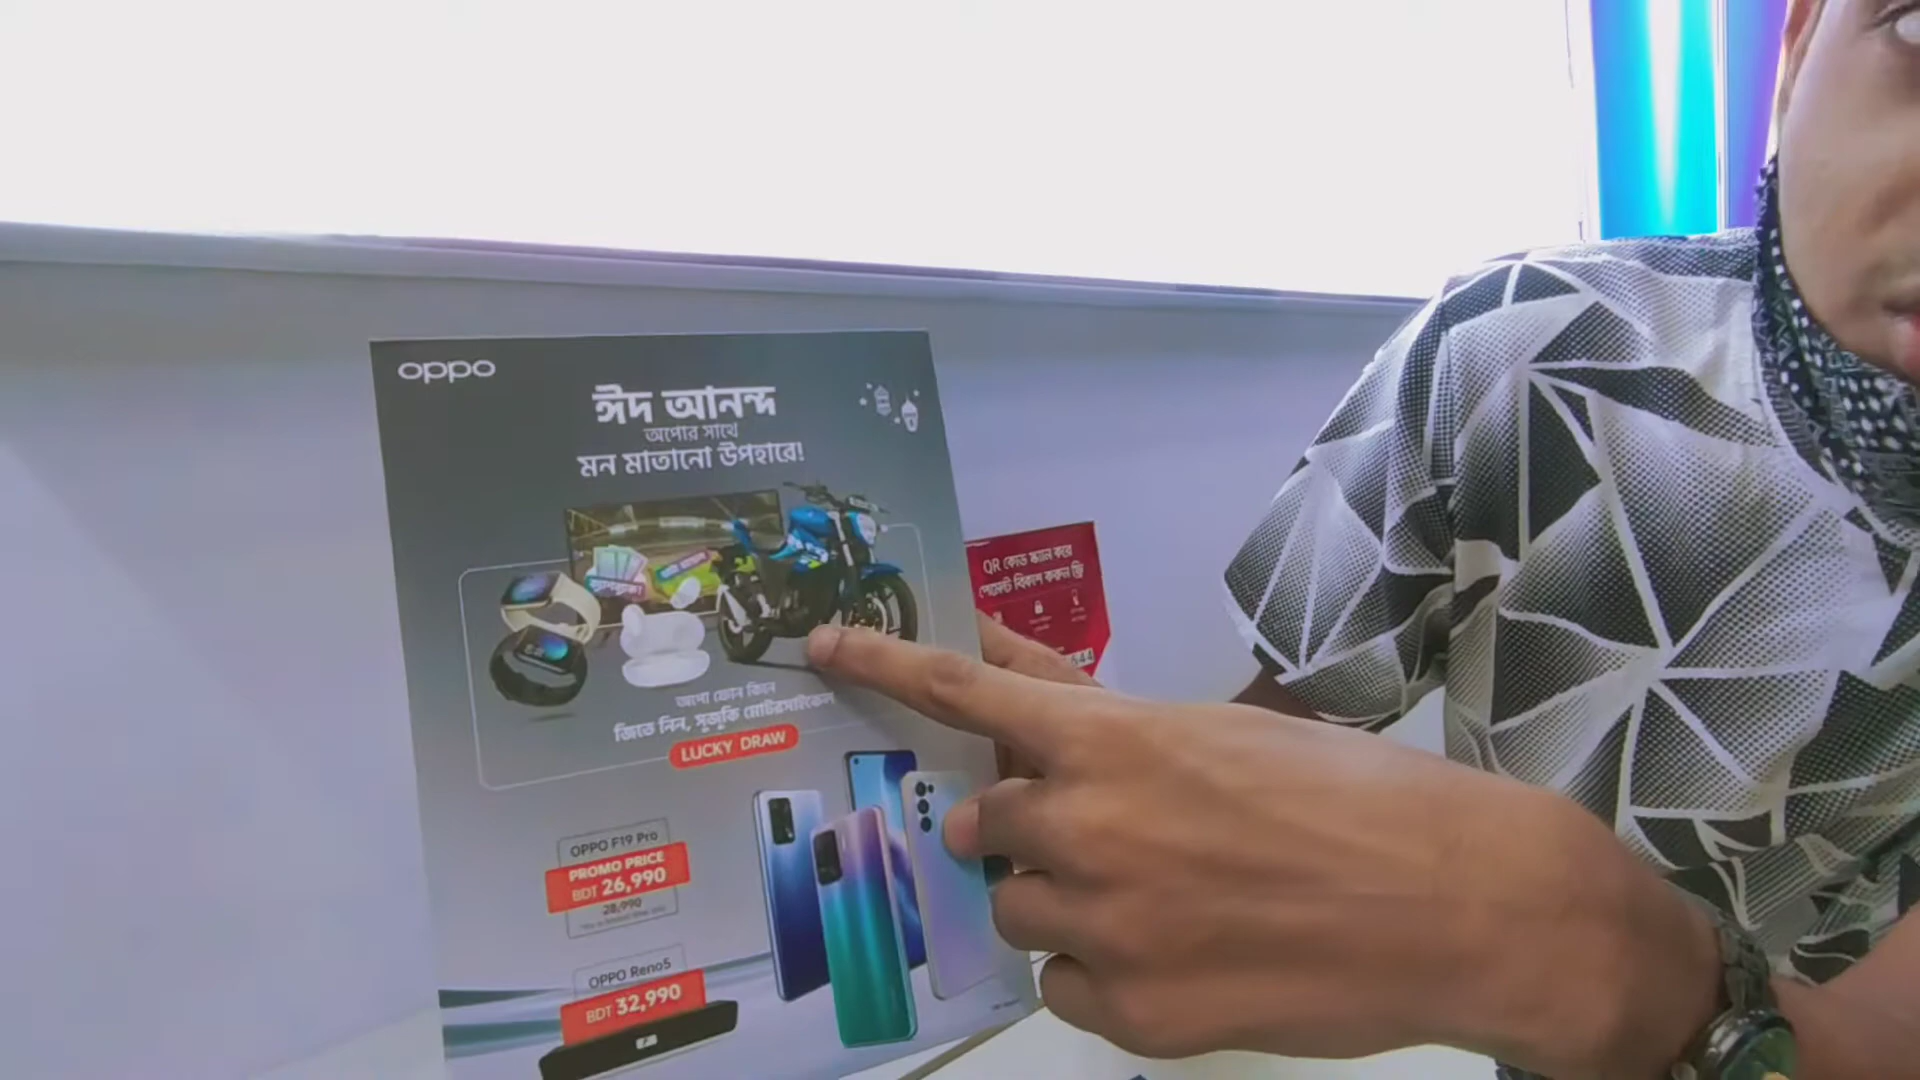 oppo
ঈদ আনন্দ
অপোর সাথে
মন মাতানো উপহারে!
অপো ফোন কিনে
জিতে নিন, সুজুকি মোটরসাইকেল
LUCKY DRAW
OPPO F19 Pro
PROMO PRICE
BDT 26,990
28,990
OPPO Reno5
BDT 32,990
QR কোড স্ক্যান করে
পেমেন্ট বিকাশ করুন ফ্রি
644